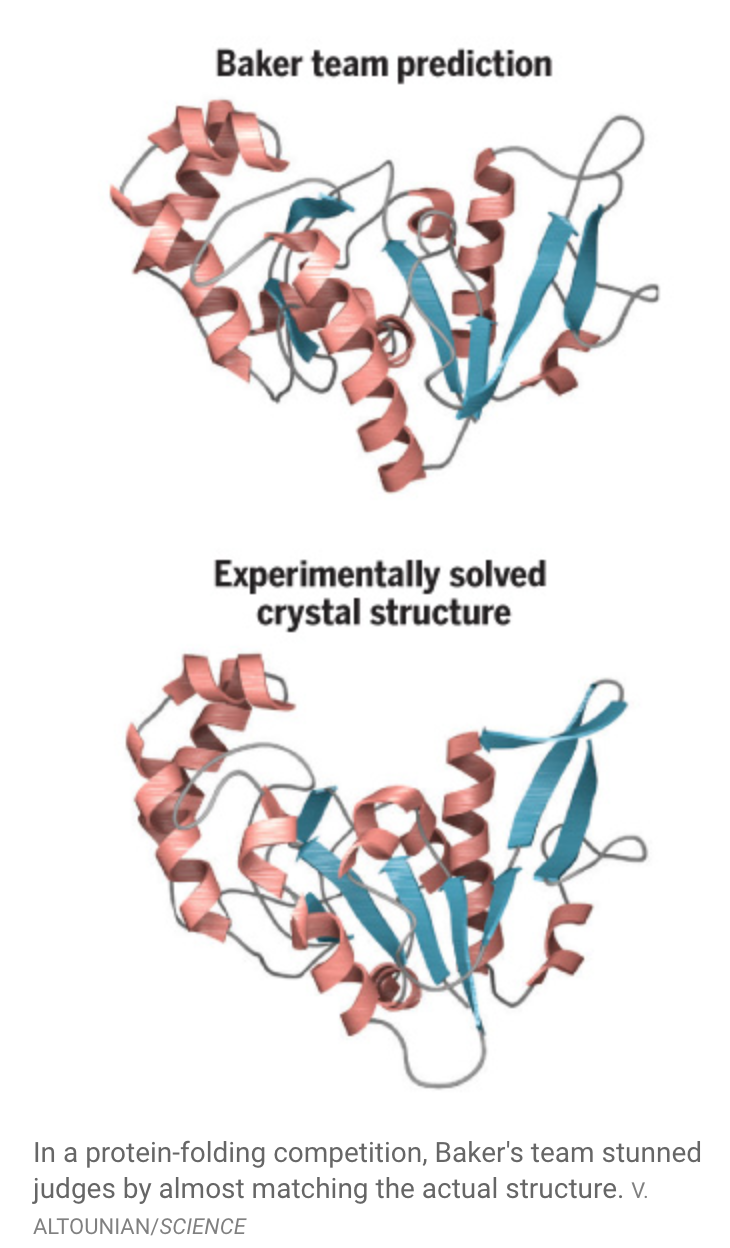 Baker team prediction
Experimentally solved
crystal structure
In a protein-folding competition, Baker's team stunned
judges by almost matching the actual structure. V.
ALTOUNIAN/SCIENCE